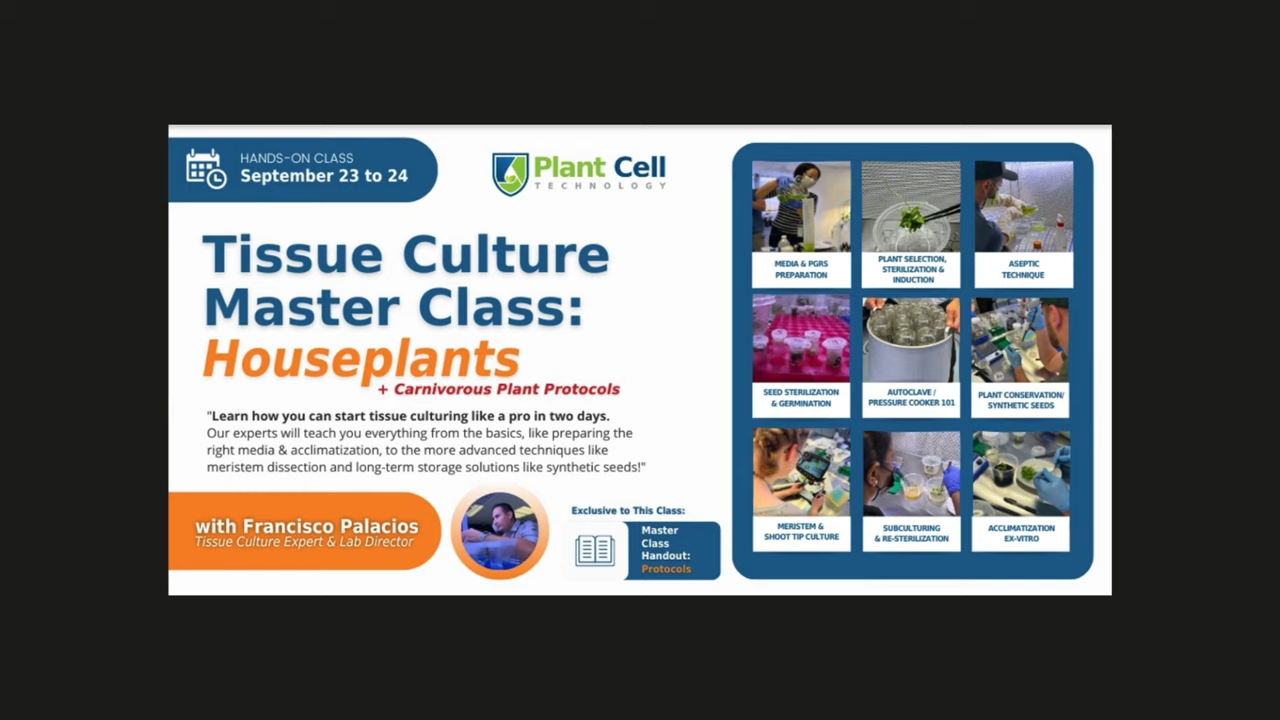 HANDS-ON CLASS
September 23 to 24
Plant Cell
TECHNOLOGY
Tissue Culture
Master Class:
Houseplants
+ Carnivorous Plant Protocols
"Learn how you can start tissue culturing like a pro in two days.
Our experts will teach you everything from the basics, like preparing the
right media & acclimatization, to the more advanced techniques like
meristem dissection and long-term storage solutions like synthetic seeds!"
with Francisco Palacios
Tissue Culture Expert & Lab Director
Exclusive to This Class:
Master
Class
Handout:
Protocols
MEDIA & PGRS
PREPARATION
PLANT SELECTION,
STERILIZATION &
INDUCTION
ASEPTIC
TECHNIQUE
SEED STERILIZATION
& GERMINATION
AUTOCLAVE /
PRESSURE COOKER 101
PLANT CONSERVATION/
SYNTHETIC SEEDS
MERISTEM &
SHOOT TIP CULTURE
SUBCULTURING
& RE-STERILIZATION
ACCLIMATIZATION
EX-VITRO